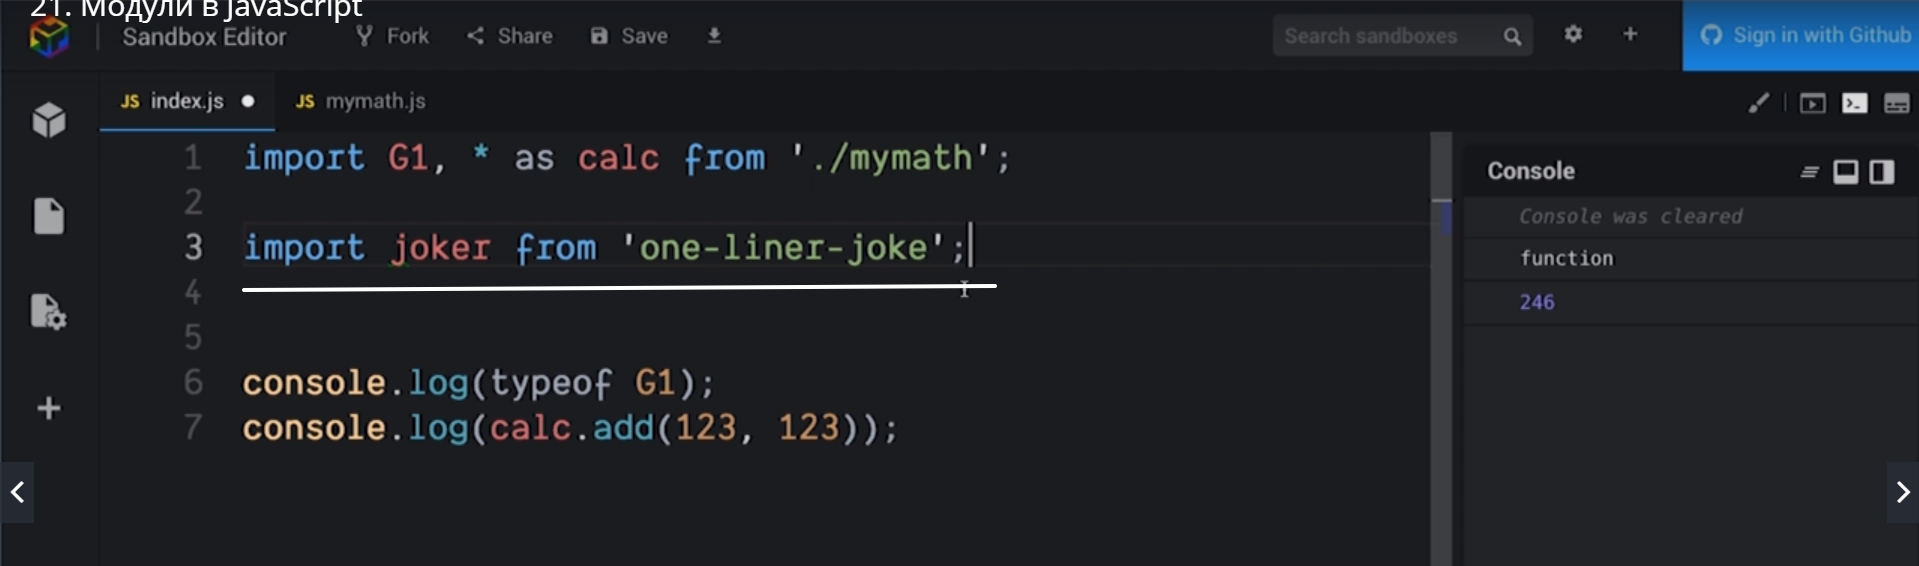 21. Модули в JavaScript
Sandbox Editor Fork Share Save Search sandboxes Sign in with Github
JS index.js JS mymath.js
1 import G1, * as calc from './mymath';
2
3 import joker from 'one-liner-joke';
4
5
6 console.log(typeof G1);
7 console.log(calc.add(123, 123));
Console
Console was cleared
function
246